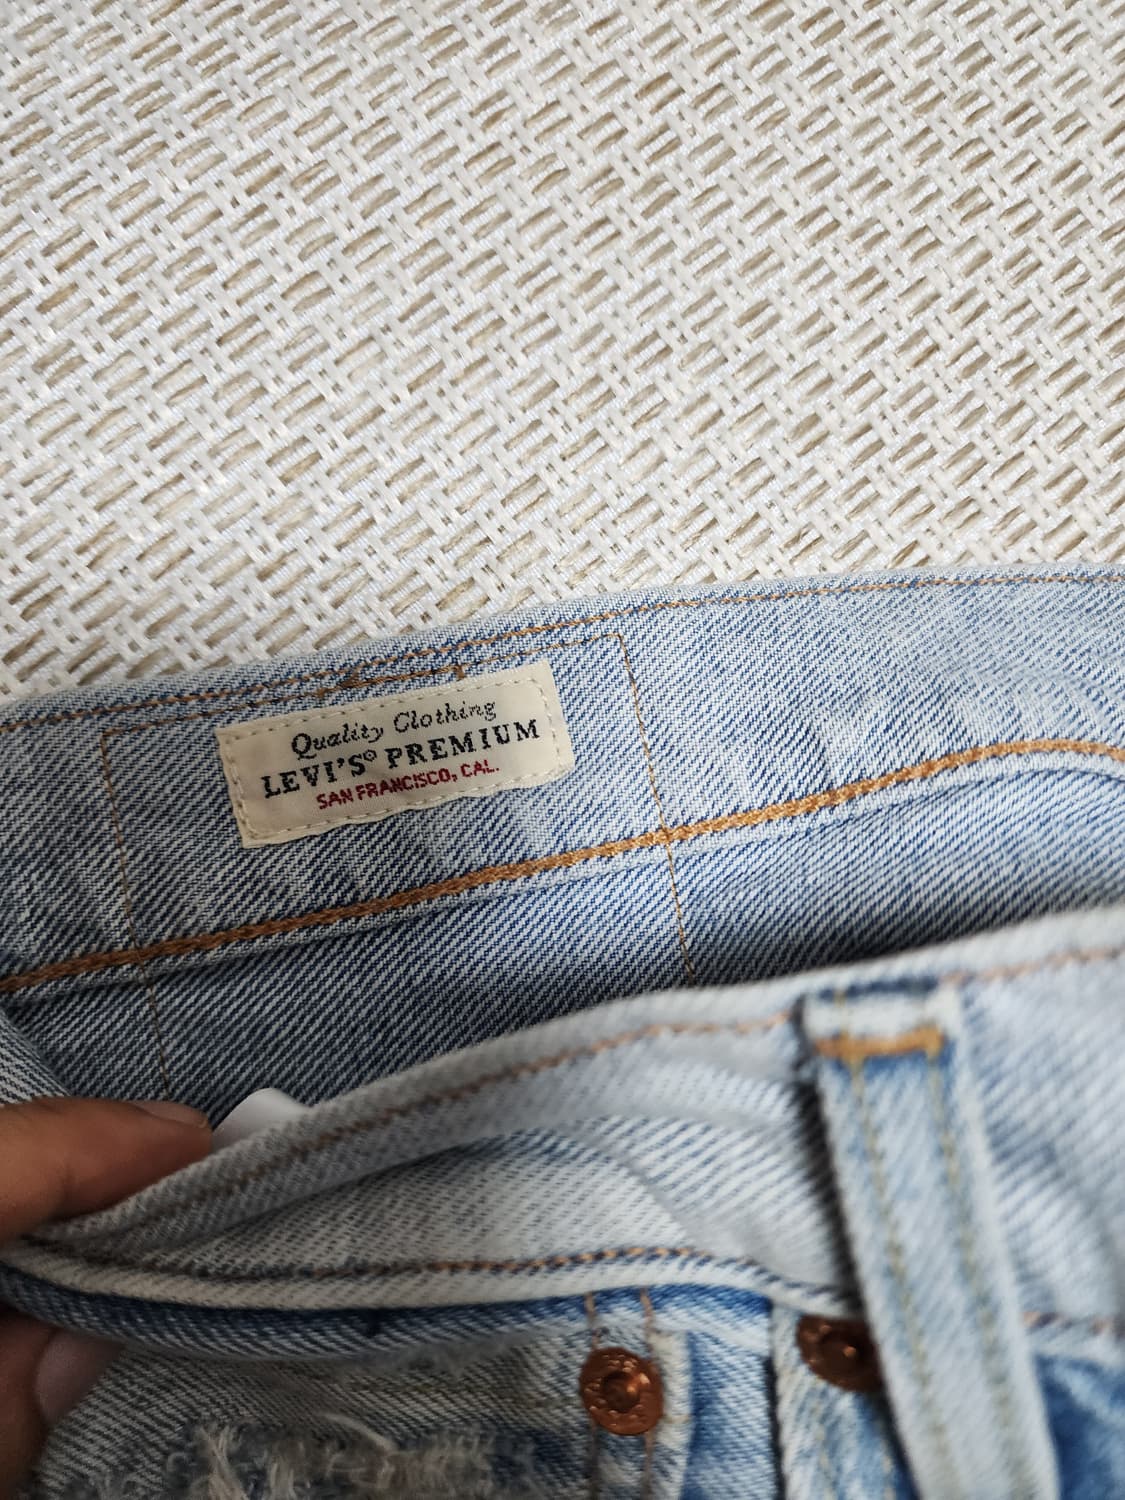 Quality Clothing
LEVI'S® PREMIUM
SAN FRANCISCO, CAL.